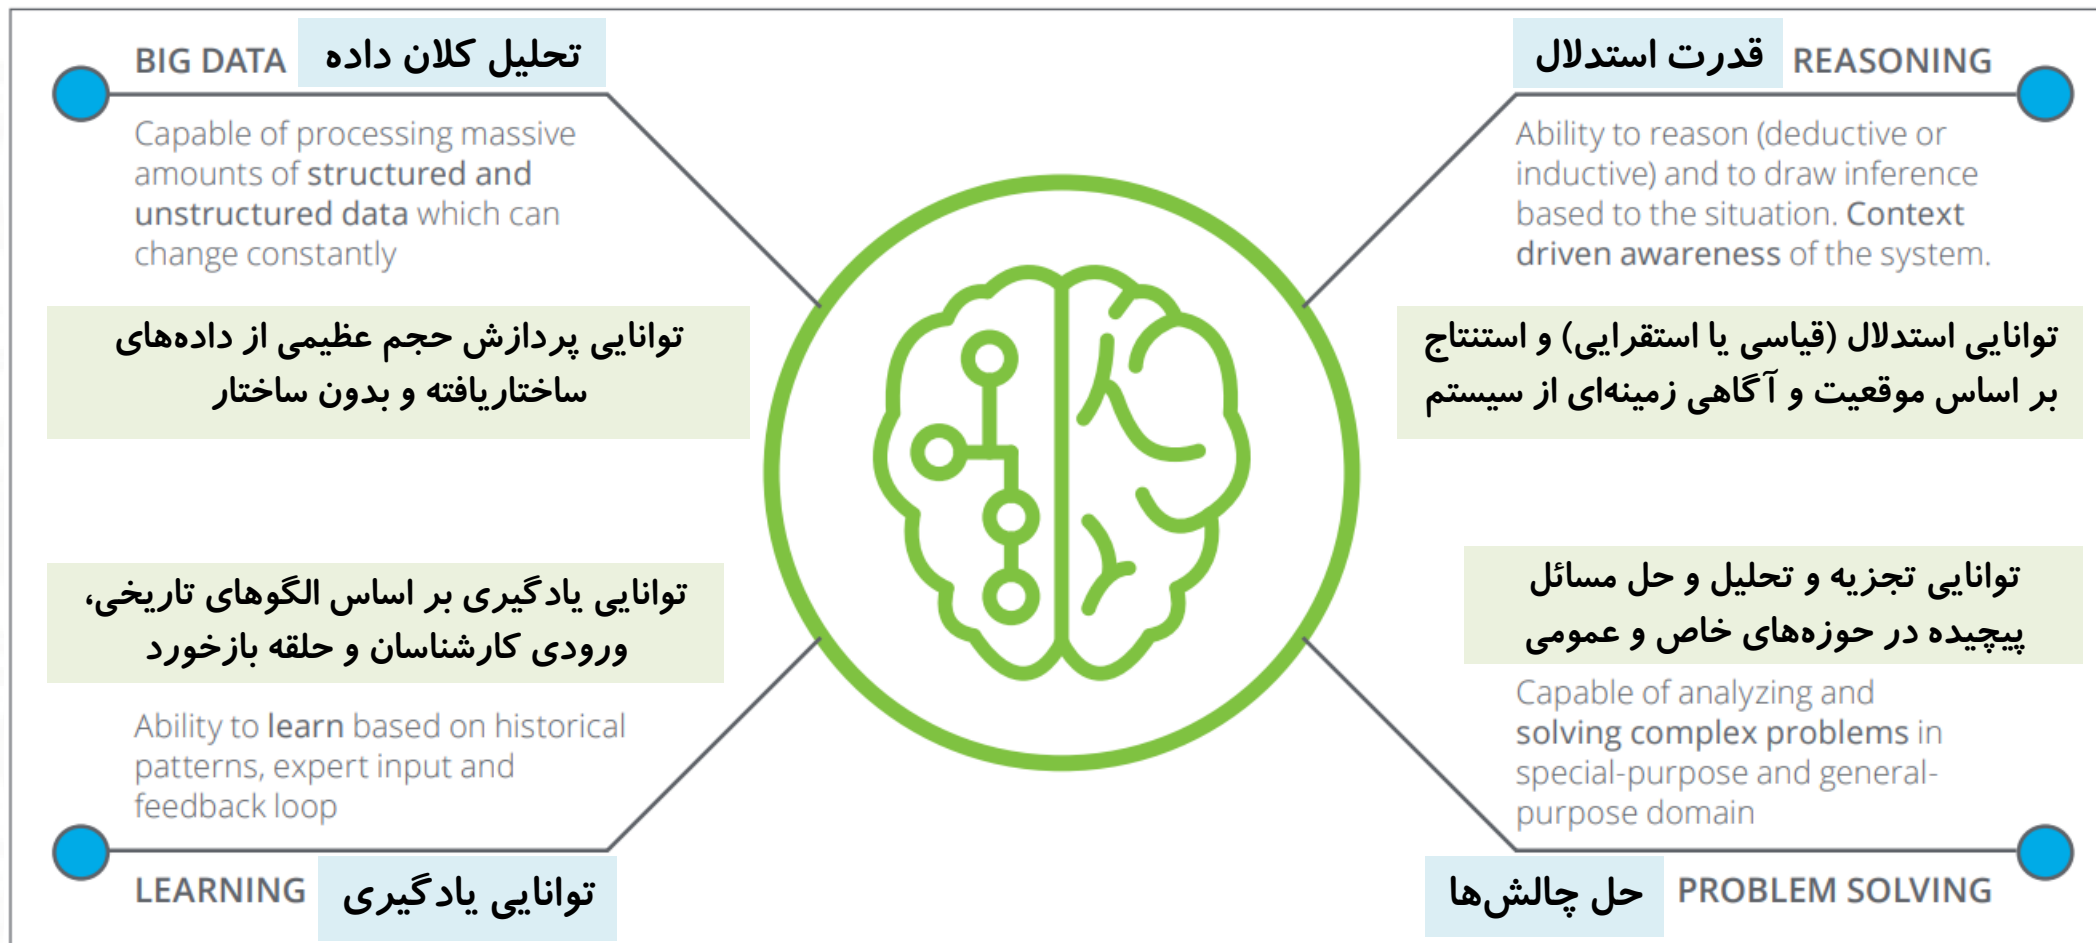 BIG DATA تحلیل کلان داده
Capable of processing massive
amounts of structured and
unstructured data which can
change constantly
توانایی پردازش حجم عظیمی از داده‌های
ساختاریافته و بدون ساختار
قدرت استدلال REASONING
Ability to reason (deductive or
inductive) and to draw inference
based to the situation. Context
driven awareness of the system.
توانایی استدلال (قیاسی یا استقرایی) و استنتاج
بر اساس موقعیت و آگاهی زمینه‌ای از سیستم
توانایی یادگیری بر اساس الگوهای تاریخی،
ورودی کارشناسان و حلقه بازخورد
Ability to learn based on historical
patterns, expert input and
feedback loop
LEARNING توانایی یادگیری
توانایی تجزیه و تحلیل و حل مسائل
پیچیده در حوزه‌های خاص و عمومی
Capable of analyzing and
solving complex problems in
special-purpose and general-
purpose domain
حل چالش‌ها PROBLEM SOLVING